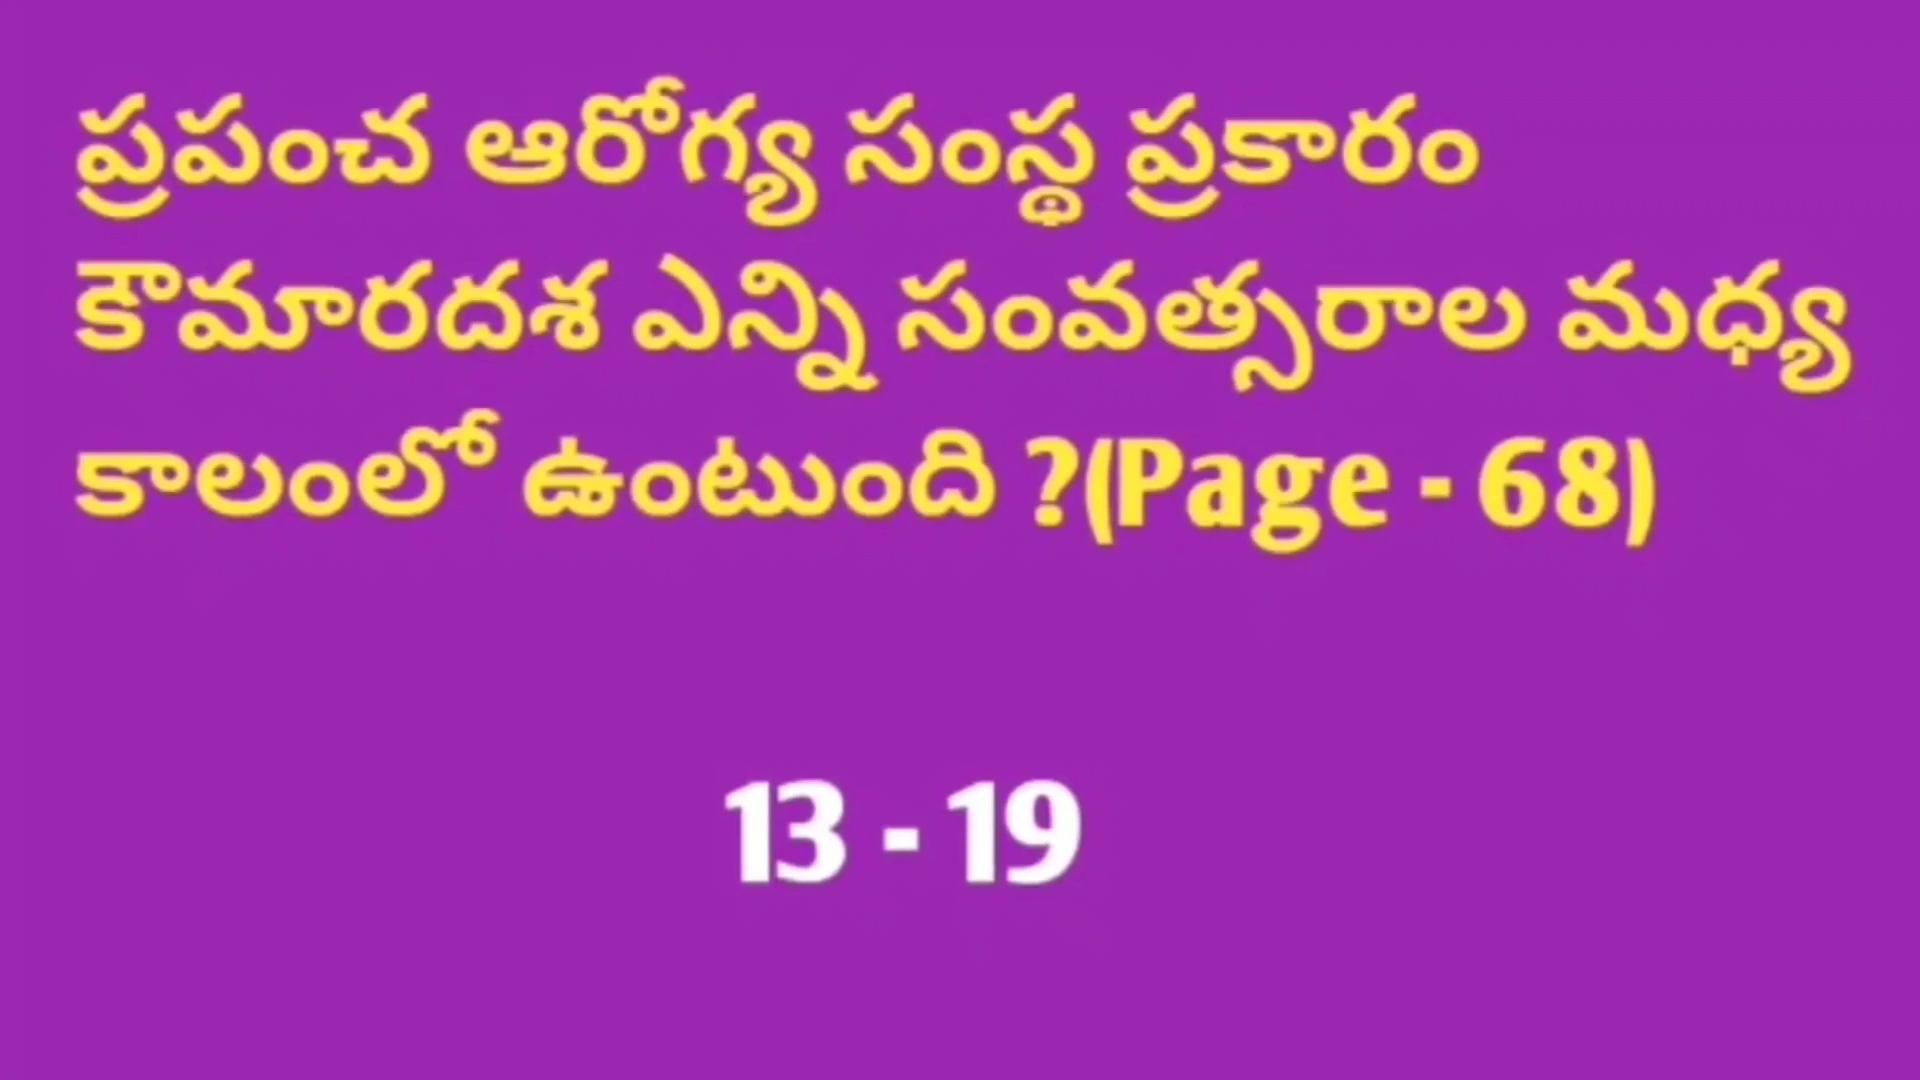 ప్రపంచ ఆరోగ్య సంస్థ ప్రకారం
కౌమారదశ ఎన్ని సంవత్సరాల మధ్య
కాలంలో ఉంటుంది ?(Page - 68)
13 - 19